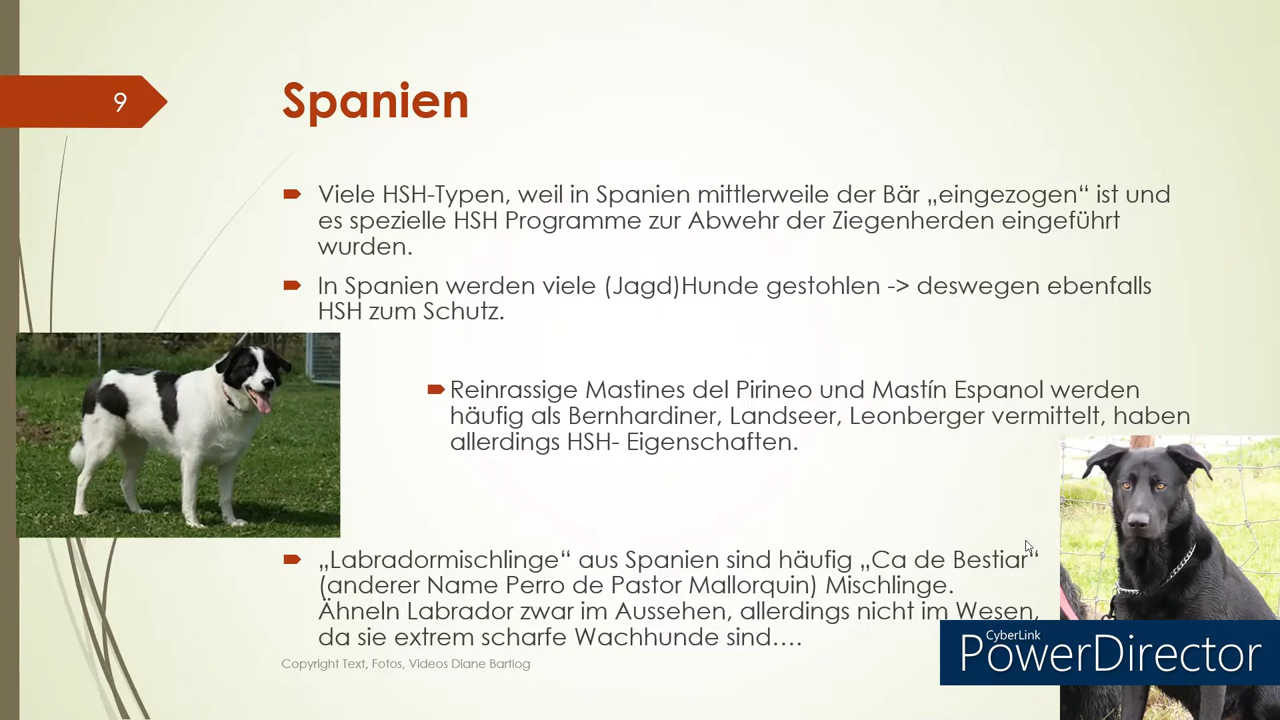 9
Spanien
Viele HSH-Typen, weil in Spanien mittlerweile der Bär „eingezogen“ ist und
es spezielle HSH Programme zur Abwehr der Ziegenherden eingeführt
wurden.
In Spanien werden viele (Jagd)Hunde gestohlen -> deswegen ebenfalls
HSH zum Schutz.
Reinrassige Mastines del Pirineo und Mastín Espanol werden
häufig als Bernhardiner, Landseer, Leonberger vermittelt, haben
allerdings HSH- Eigenschaften.
„Labradormischlinge“ aus Spanien sind häufig „Ca de Bestiar“
(anderer Name Perro de Pastor Mallorquin) Mischlinge.
Ähneln Labrador zwar im Aussehen, allerdings nicht im Wesen,
da sie extrem scharfe Wachhunde sind….
Copyright Text, Fotos, Videos Diane Bartlog
CyberLink
PowerDirector